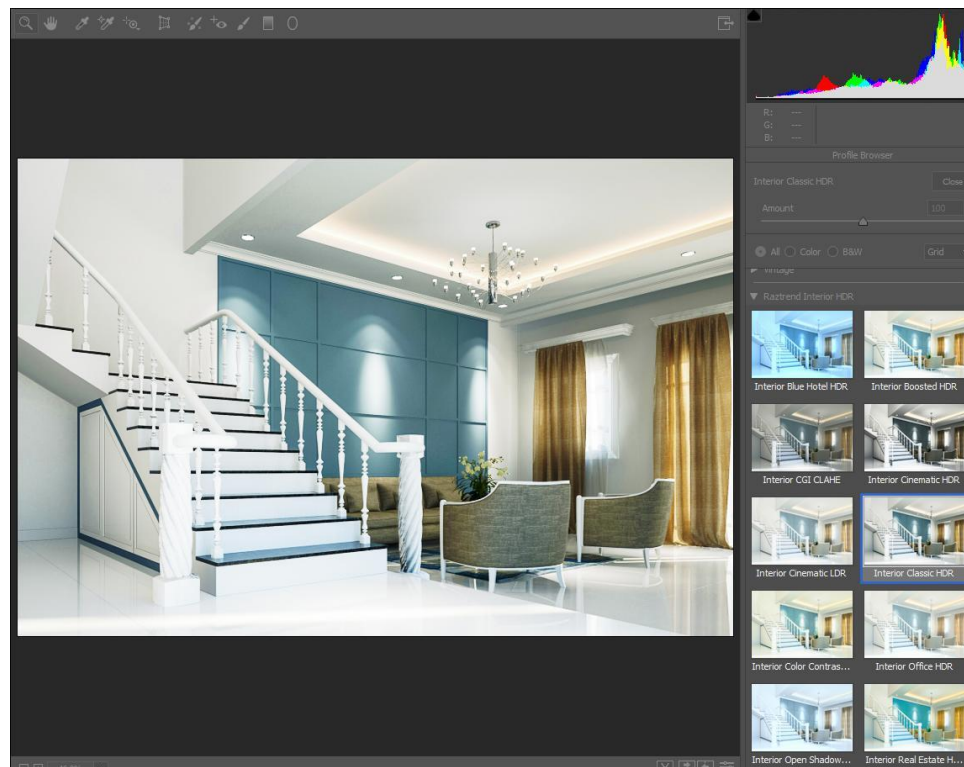 R: ---
G: ---
B: ---
Profile Browser
Interior Classic HDR
Close
Amount
100
All
Color
B&W
Grid
Vintage
Raztrend Interior HDR
Interior Blue Hotel HDR
Interior Boosted HDR
Interior CGI CLAHE
Interior Cinematic HDR
Interior Cinematic LDR
Interior Classic HDR
Interior Color Contras...
Interior Office HDR
Interior Open Shadow...
Interior Real Estate H...